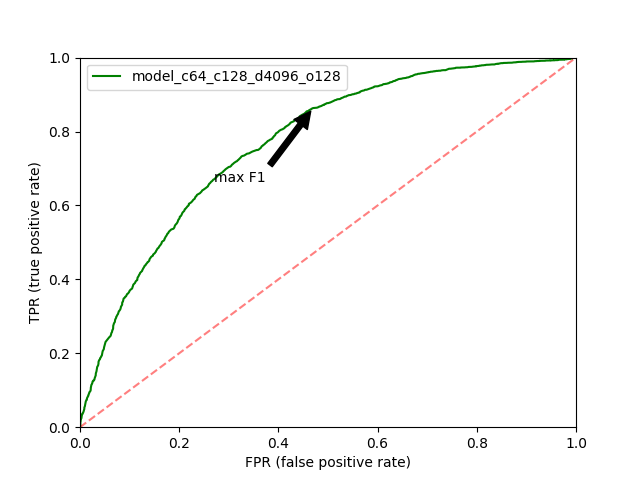 model_c64_c128_d4096_o128
max F1
TPR (true positive rate)
1.0
0.8
0.6
0.4
0.2
0.0
0.0 0.2 0.4 0.6 0.8 1.0
FPR (false positive rate)